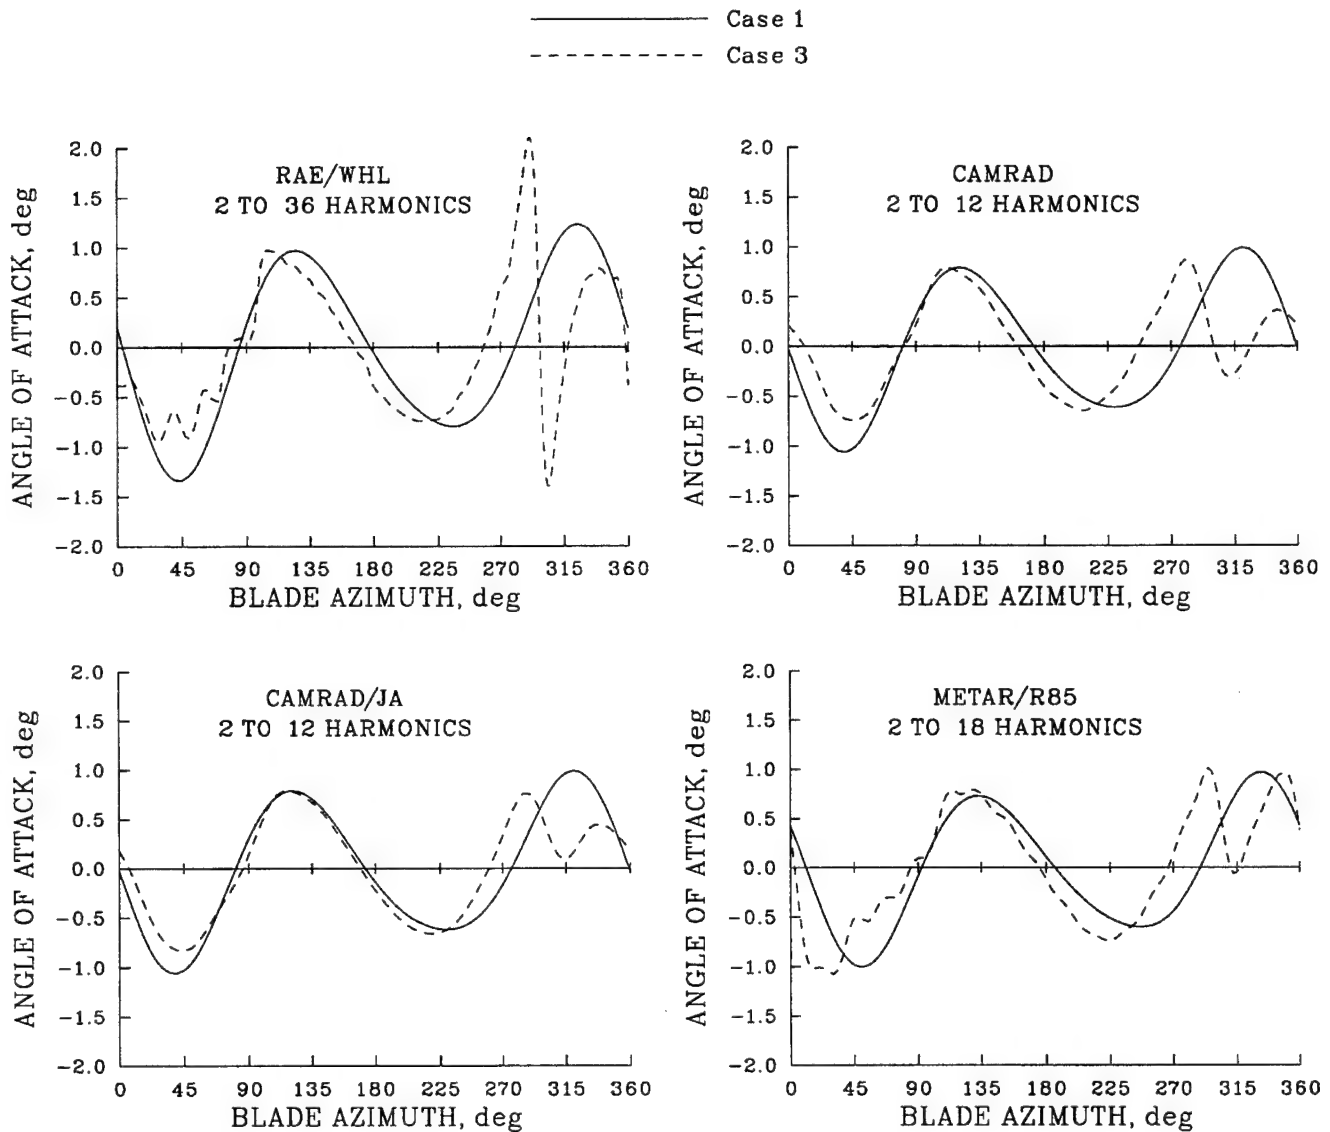 Case 1
Case 3
RAE/WHL
2 TO 36 HARMONICS
ANGLE OF ATTACK, deg
2.0
1.5
1.0
0.5
0.0
-0.5
-1.0
-1.5
-2.0
0 45 90 135 180 225 270 315 360
BLADE AZIMUTH, deg
CAMRAD
2 TO 12 HARMONICS
ANGLE OF ATTACK, deg
2.0
1.5
1.0
0.5
0.0
-0.5
-1.0
-1.5
-2.0
0 45 90 135 180 225 270 315 360
BLADE AZIMUTH, deg
CAMRAD/JA
2 TO 12 HARMONICS
ANGLE OF ATTACK, deg
2.0
1.5
1.0
0.5
0.0
-0.5
-1.0
-1.5
-2.0
0 45 90 135 180 225 270 315 360
BLADE AZIMUTH, deg
METAR/R85
2 TO 18 HARMONICS
ANGLE OF ATTACK, deg
2.0
1.5
1.0
0.5
0.0
-0.5
-1.0
-1.5
-2.0
0 45 90 135 180 225 270 315 360
BLADE AZIMUTH, deg